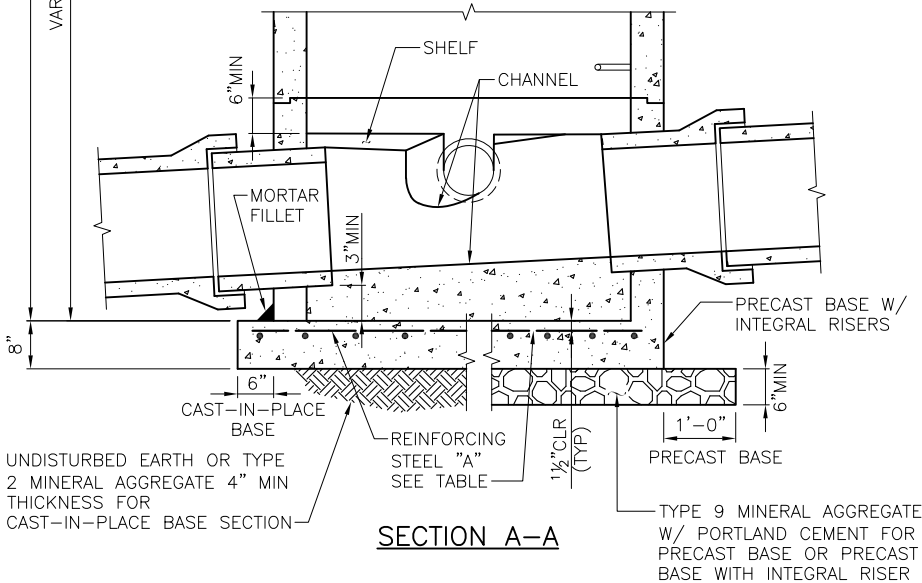 VAR
6"MIN
SHELF
CHANNEL
MORTAR
FILLET
3"MIN
PRECAST BASE W/
INTEGRAL RISERS
8"
6"
CAST-IN-PLACE
BASE
6"MIN
1'-0"
PRECAST BASE
1½"CLR
(TYP)
REINFORCING
STEEL "A"
SEE TABLE
UNDISTURBED EARTH OR TYPE
2 MINERAL AGGREGATE 4" MIN
THICKNESS FOR
CAST-IN-PLACE BASE SECTION
TYPE 9 MINERAL AGGREGATE
W/ PORTLAND CEMENT FOR
PRECAST BASE OR PRECAST
BASE WITH INTEGRAL RISER
SECTION A-A